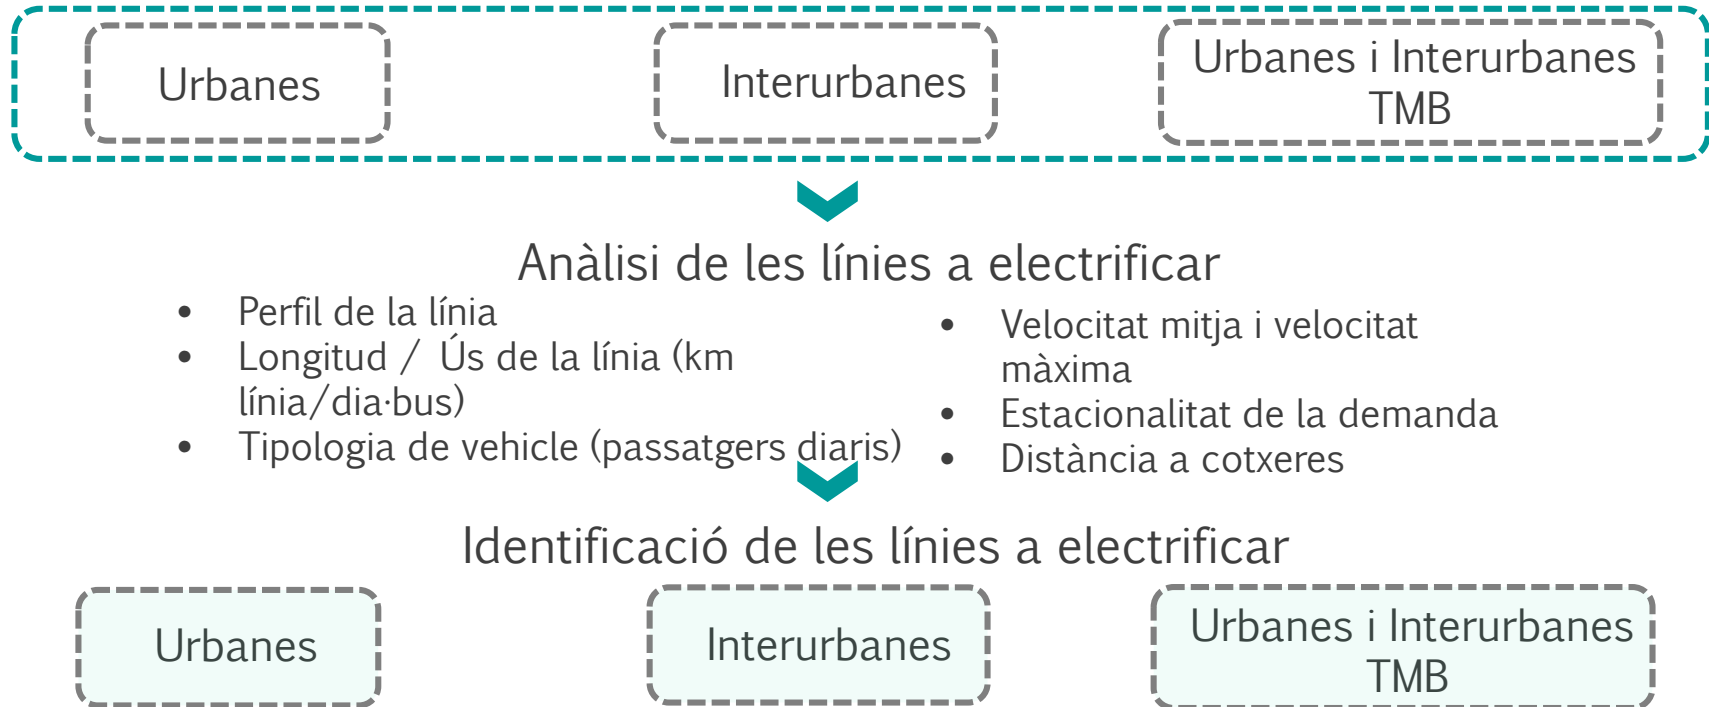 Urbanes
Interurbanes
Urbanes i Interurbanes
TMB
Anàlisi de les línies a electrificar
• Perfil de la línia
• Longitud / Ús de la línia (km
línia/dia·bus)
• Tipologia de vehicle (passatgers diaris)
• Velocitat mitja i velocitat
màxima
• Estacionalitat de la demanda
• Distància a cotxeres
Identificació de les línies a electrificar
Urbanes
Interurbanes
Urbanes i Interurbanes
TMB